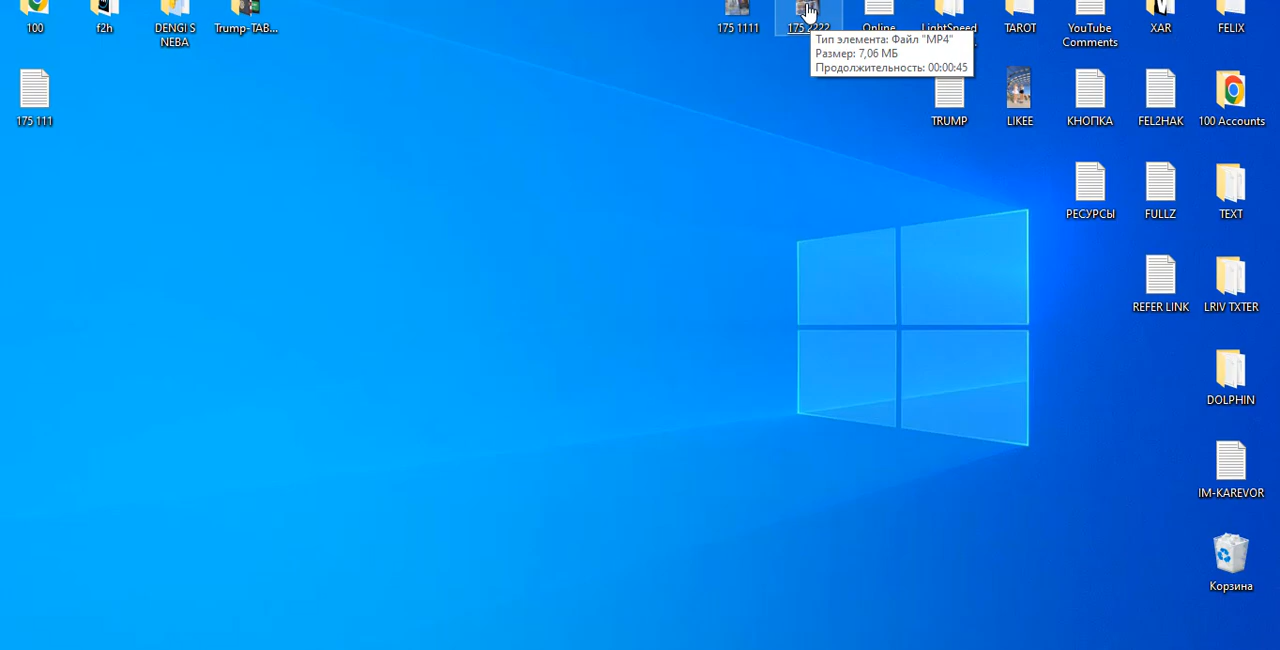 100
f2h
DENGI S NEBA
Trump-TAB...
175 1111
175 2222
Online
LightSpeed
TAROT
YouTube Comments
XAR
FELIX
Тип элемента: Файл "MP4"
Размер: 7,06 МБ
Продолжительность: 00:00:45
175 111
TRUMP
LIKEE
КНОПКА
FEL2HAK
100 Accounts
РЕСУРСЫ
FULLZ
TEXT
REFER LINK
LRIV TXTER
DOLPHIN
IM-KAREVOR
Корзина